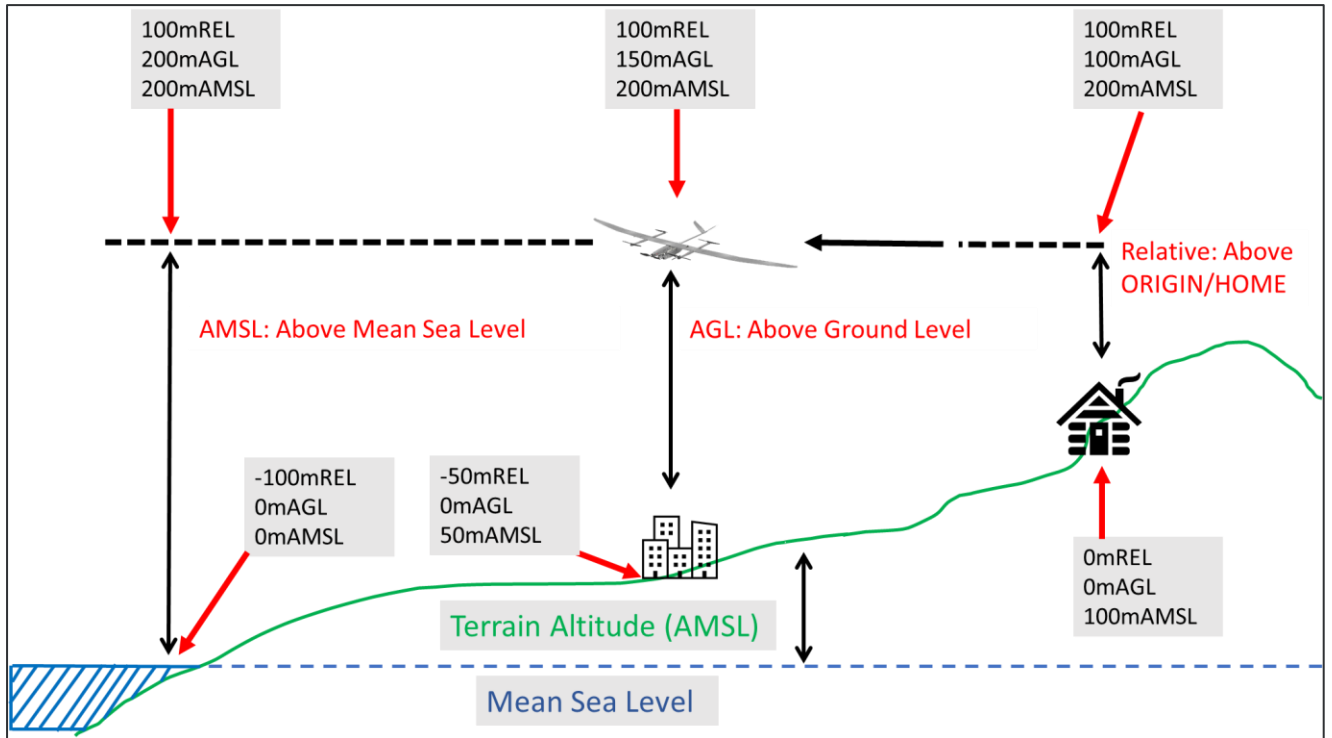 100mREL
200mAGL
200mAMSL
100mREL
150mAGL
200mAMSL
100mREL
100mAGL
200mAMSL
Relative: Above
ORIGIN/HOME
AMSL: Above Mean Sea Level
AGL: Above Ground Level
-100mREL
0mAGL
0mAMSL
-50mREL
0mAGL
50mAMSL
0mREL
0mAGL
100mAMSL
Terrain Altitude (AMSL)
Mean Sea Level